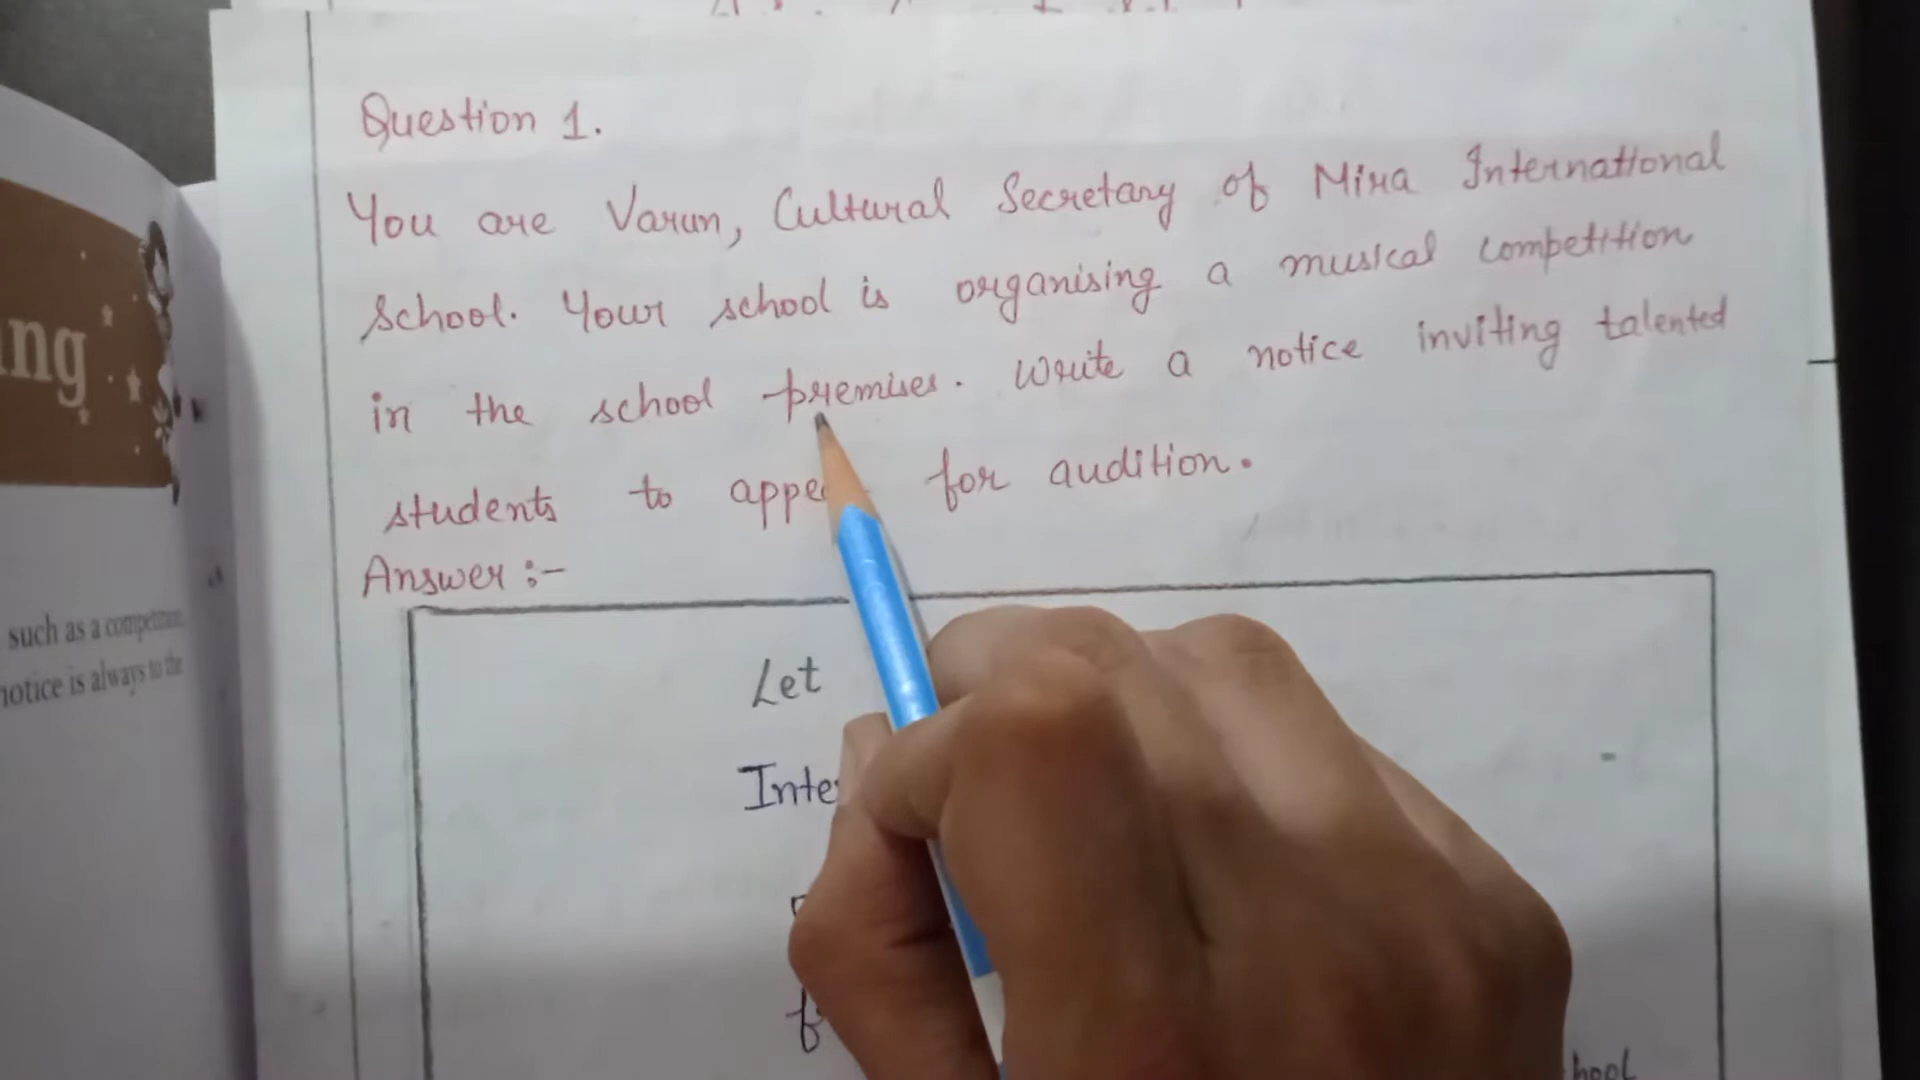 Question 1.
You are Varun, Cultural Secretary of Mira International
School. Your school is organising a musical competition
in the school premises. Write a notice inviting talented
students to appe for audition.
Answer :-
Let
Inte
f
hool
ng
such as a
notice is always to the